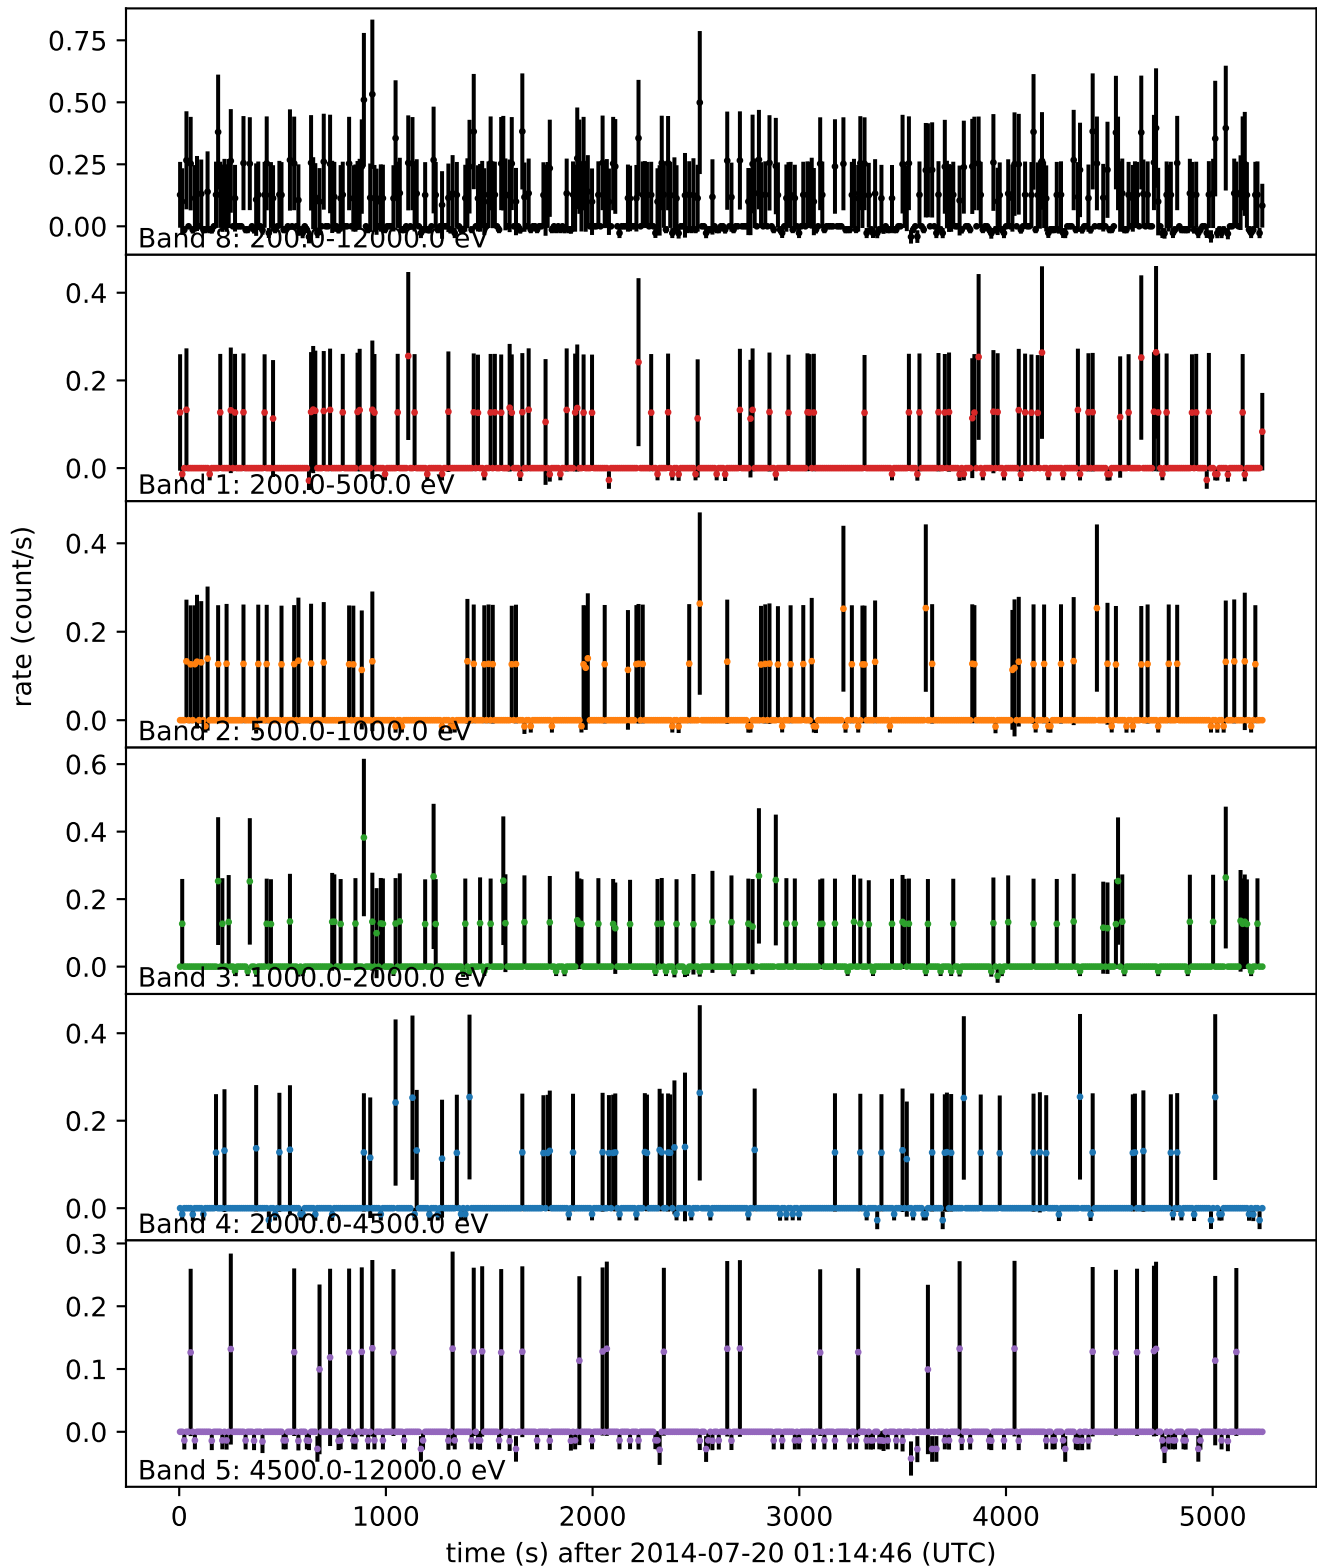 0.75
0.50
0.25
0.00
Band 8: 200.0-12000.0 eV
0.4
0.2
0.0
Band 1: 200.0-500.0 eV
0.4
0.2
0.0
Band 2: 500.0-1000.0 eV
rate (count/s)
0.6
0.4
0.2
0.0
Band 3: 1000.0-2000.0 eV
0.4
0.2
0.0
Band 4: 2000.0-4500.0 eV
0.3
0.2
0.1
0.0
Band 5: 4500.0-12000.0 eV
0 1000 2000 3000 4000 5000
time (s) after 2014-07-20 01:14:46 (UTC)